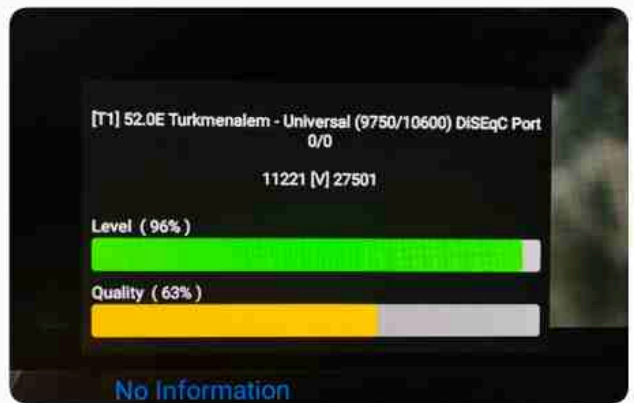 [T1] 52.0E Turkmenalem - Universal (9750/10600) DiSEqC Port
0/0
11221 [V] 27501
Level ( 96% )
Quality ( 63% )
No Information